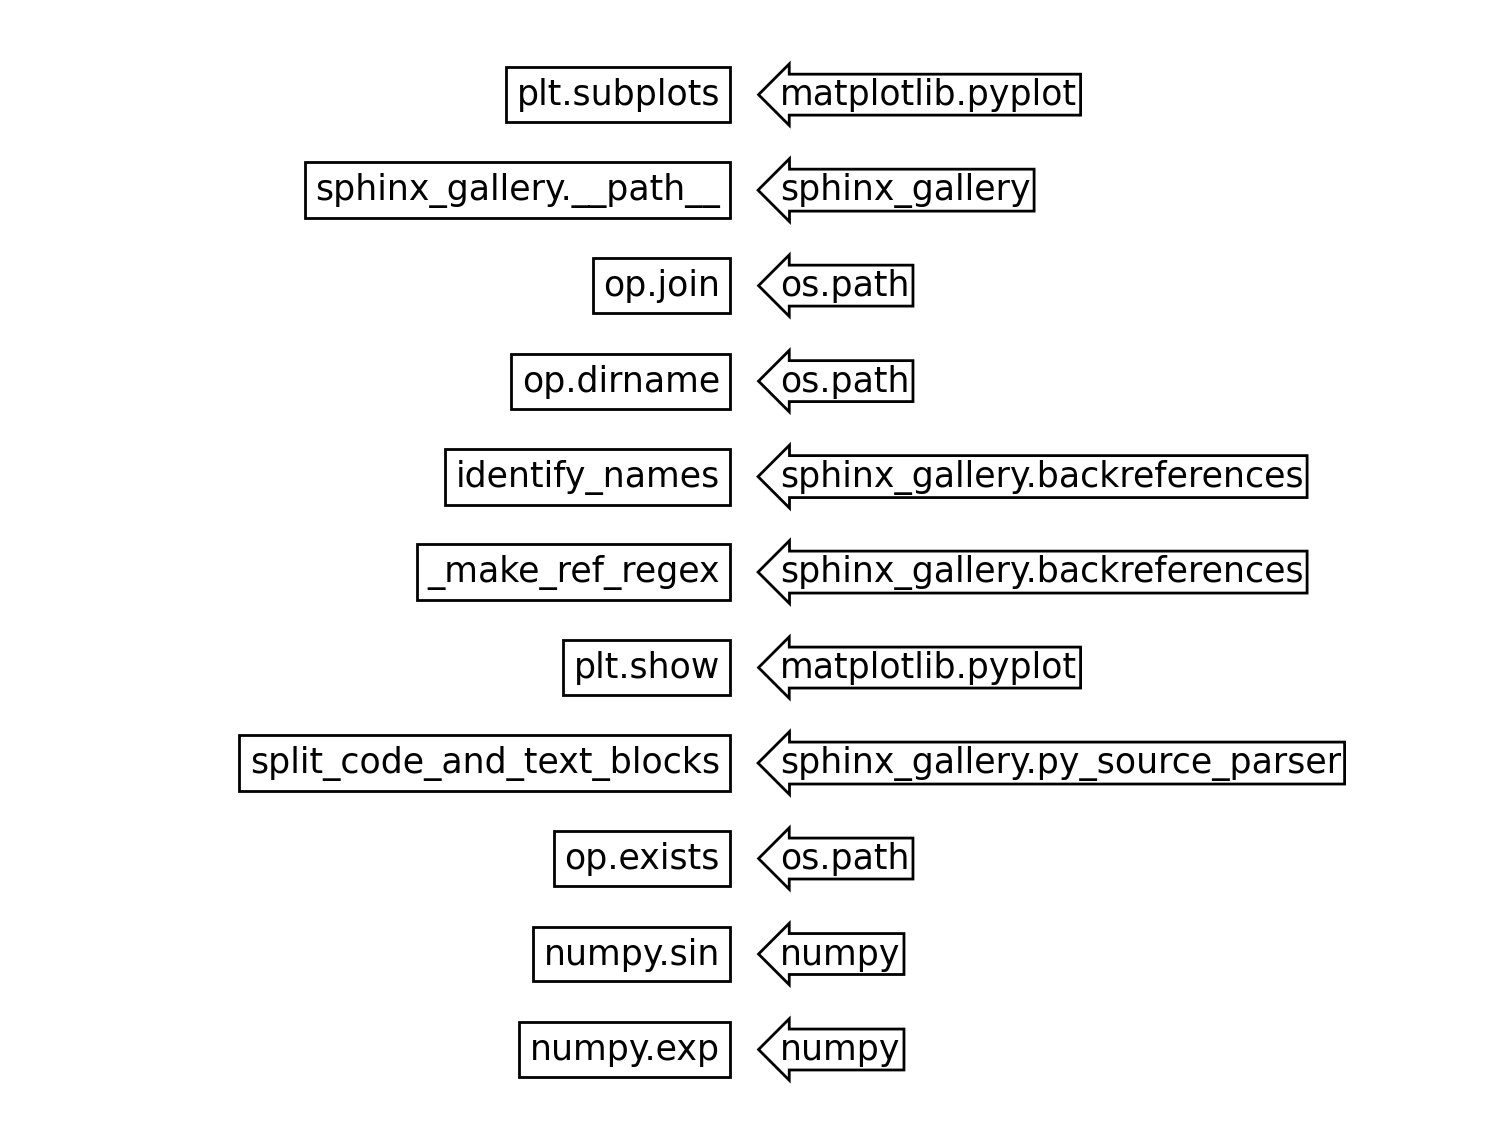 plt.subplots matplotlib.pyplot
sphinx_gallery.__path__ sphinx_gallery
op.join os.path
op.dirname os.path
identify_names sphinx_gallery.backreferences
_make_ref_regex sphinx_gallery.backreferences
plt.show matplotlib.pyplot
split_code_and_text_blocks sphinx_gallery.py_source_parser
op.exists os.path
numpy.sin numpy
numpy.exp numpy